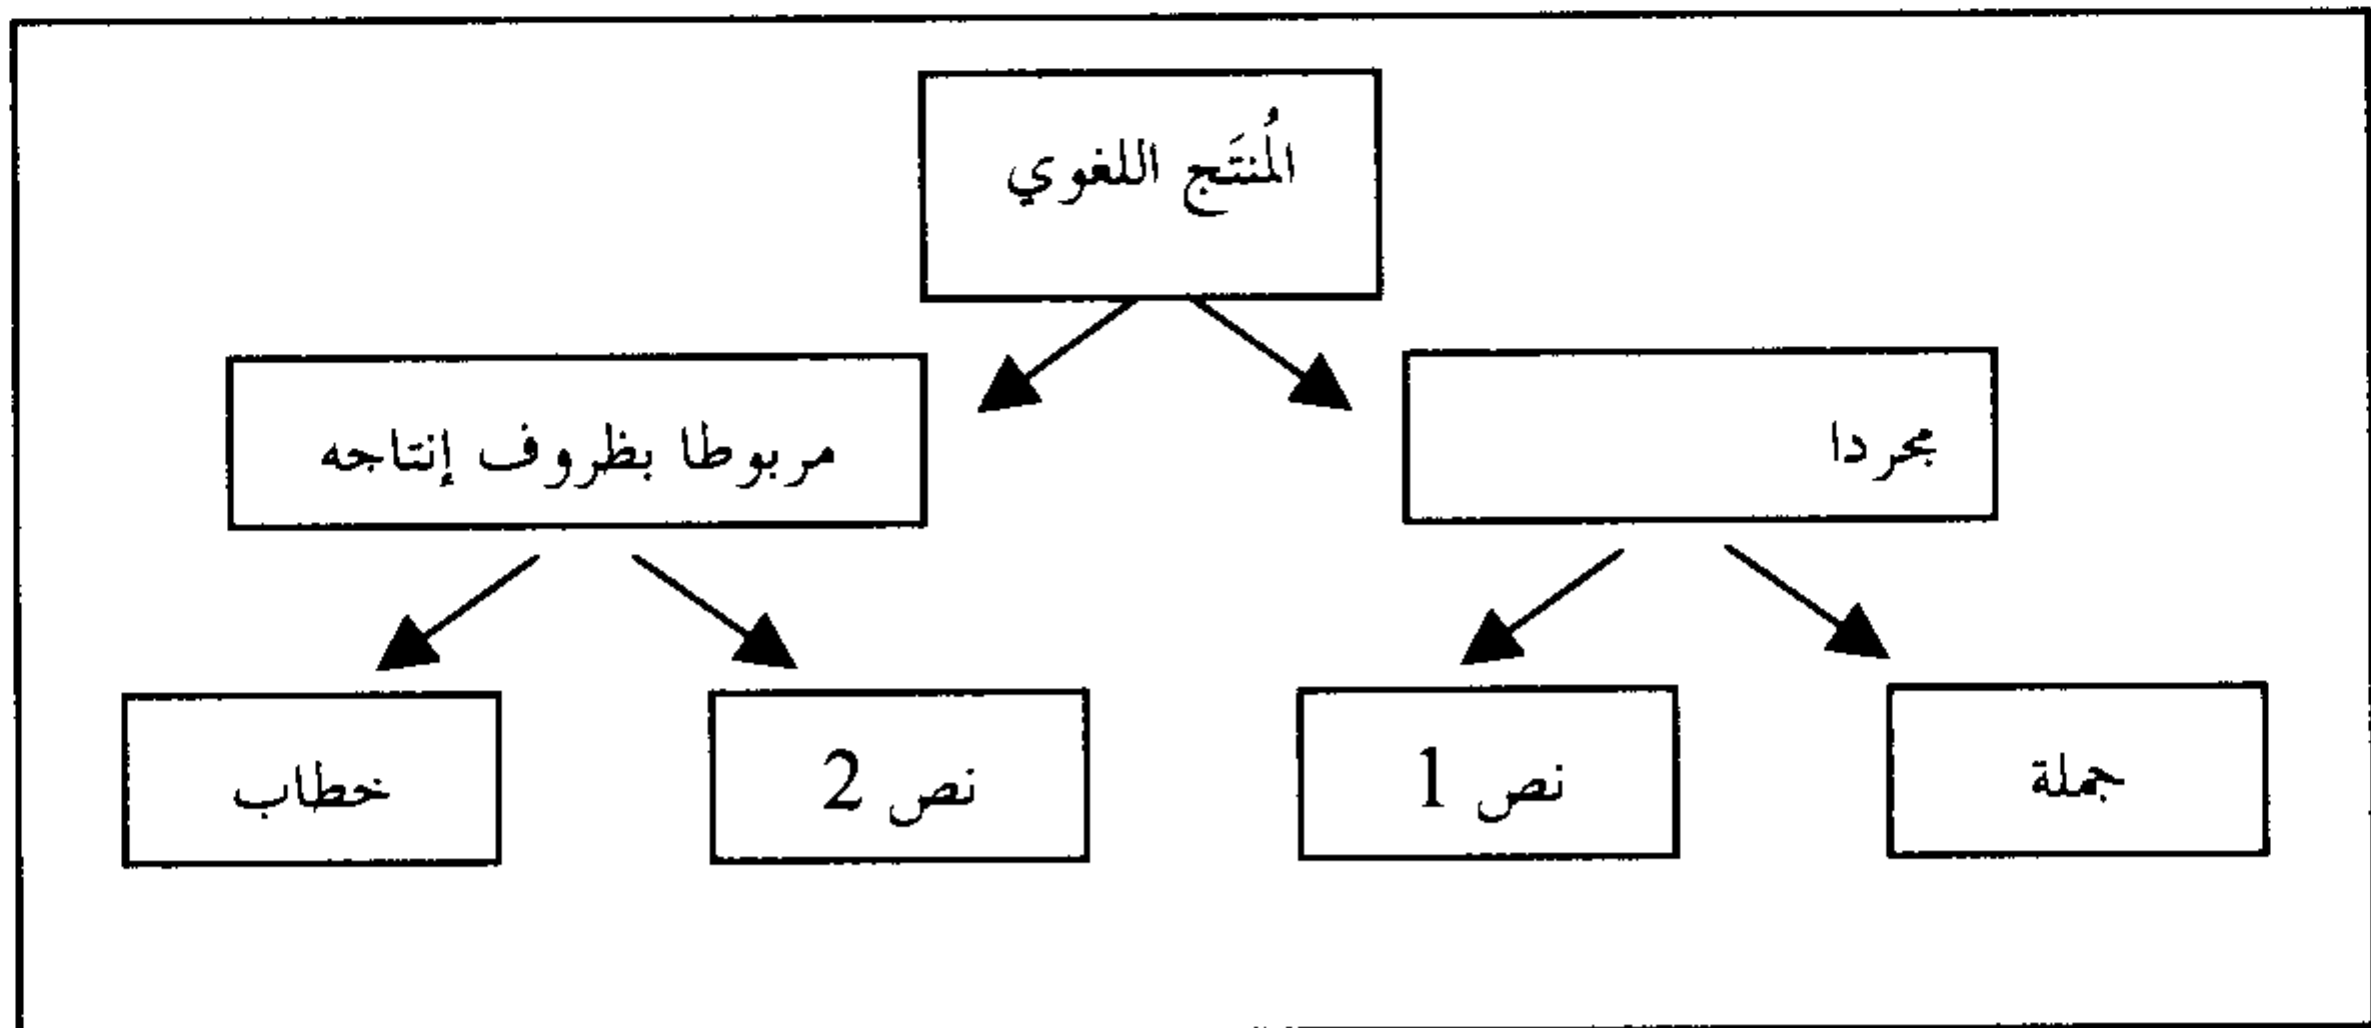 المُنتَج اللغوي
مجردا
مربوطا بظروف إنتاجه
جملة
نص 1
نص 2
خطاب